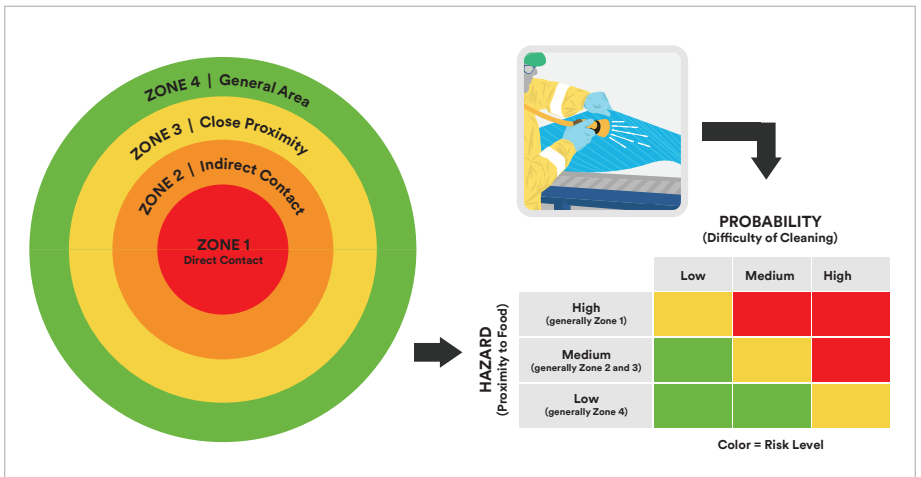 ZONE 4 | General Area
ZONE 3 | Close Proximity
ZONE 2 | Indirect Contact
ZONE 1
Direct Contact
PROBABILITY
(Difficulty of Cleaning)
Low Medium High
HAZARD
(Proximity to Food)
High
(generally Zone 1)
Medium
(generally Zone 2 and 3)
Low
(generally Zone 4)
Color = Risk Level